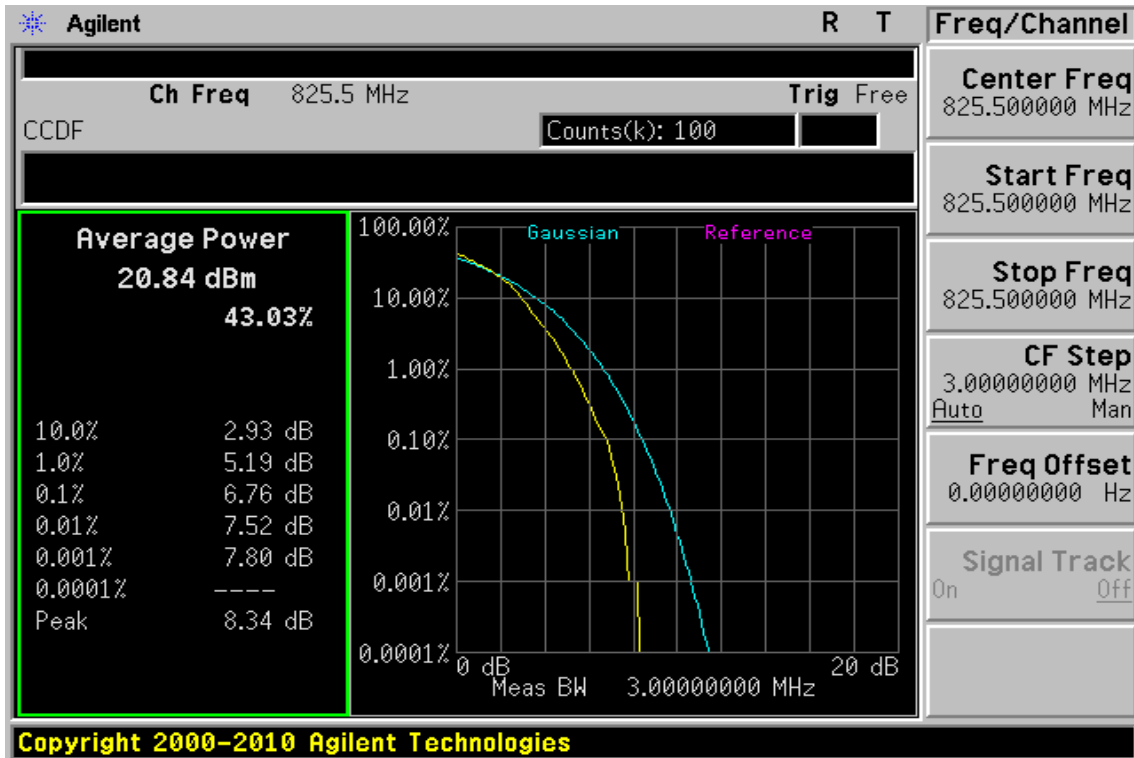 Agilent R T
Ch Freq 825.5 MHz Trig Free
CCDF Counts(k): 100
Average Power
20.84 dBm
43.03%
10.0% 2.93 dB
1.0% 5.19 dB
0.1% 6.76 dB
0.01% 7.52 dB
0.001% 7.80 dB
0.0001% ----
Peak 8.34 dB
Gaussian Reference
100.00%
10.00%
1.00%
0.10%
0.01%
0.001%
0.0001%
0 dB 20 dB
Meas BW 3.00000000 MHz
Freq/Channel
Center Freq
825.500000 MHz
Start Freq
825.500000 MHz
Stop Freq
825.500000 MHz
CF Step
3.00000000 MHz
Auto Man
Freq Offset
0.00000000 Hz
Signal Track
On Off
Copyright 2000-2010 Agilent Technologies